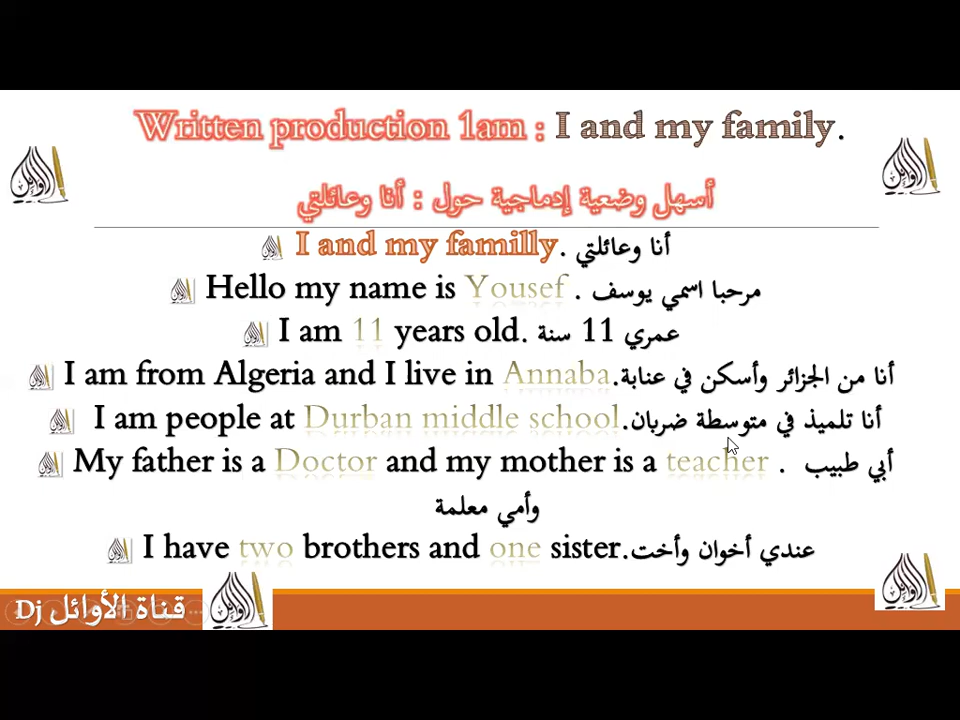 Written production 1am : I and my family.
أسهل وضعية إدماجية حول : أنا وعائلتي
I and my familly. أنا وعائلتي
Hello my name is Yousef . مرحبا اسمي يوسف
I am 11 years old. عمري 11 سنة
I am from Algeria and I live in Annaba.أنا من الجزائر وأسكن في عنابة
I am people at Durban middle school.أنا تلميذ في متوسطة ضربان
My father is a Doctor and my mother is a teacher . أبي طبيب
وأمي معلمة
I have two brothers and one sister.عندي أخوان وأخت
قناة الأوائل Dj
الأوائل